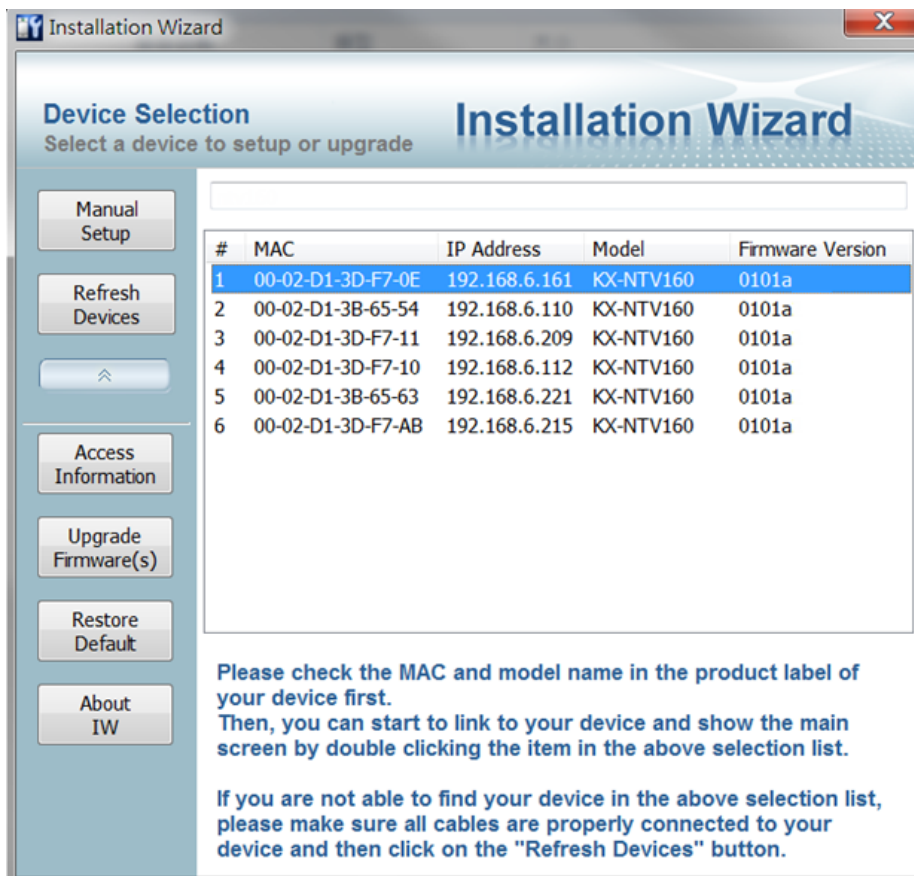 Installation Wizard
Device Selection
Installation Wizard
Select a device to setup or upgrade
Manual
Setup
Refresh
Devices
Access
Information
Upgrade
Firmware(s)
Restore
Default
About
IW
# MAC IP Address Model Firmware Version
1 00-02-D1-3D-F7-0E 192.168.6.161 KX-NTV160 0101a
2 00-02-D1-3B-65-54 192.168.6.110 KX-NTV160 0101a
3 00-02-D1-3D-F7-11 192.168.6.209 KX-NTV160 0101a
4 00-02-D1-3D-F7-10 192.168.6.112 KX-NTV160 0101a
5 00-02-D1-3B-65-63 192.168.6.221 KX-NTV160 0101a
6 00-02-D1-3D-F7-AB 192.168.6.215 KX-NTV160 0101a
Please check the MAC and model name in the product label of
your device first.
Then, you can start to link to your device and show the main
screen by double clicking the item in the above selection list.
If you are not able to find your device in the above selection list,
please make sure all cables are properly connected to your
device and then click on the "Refresh Devices" button.